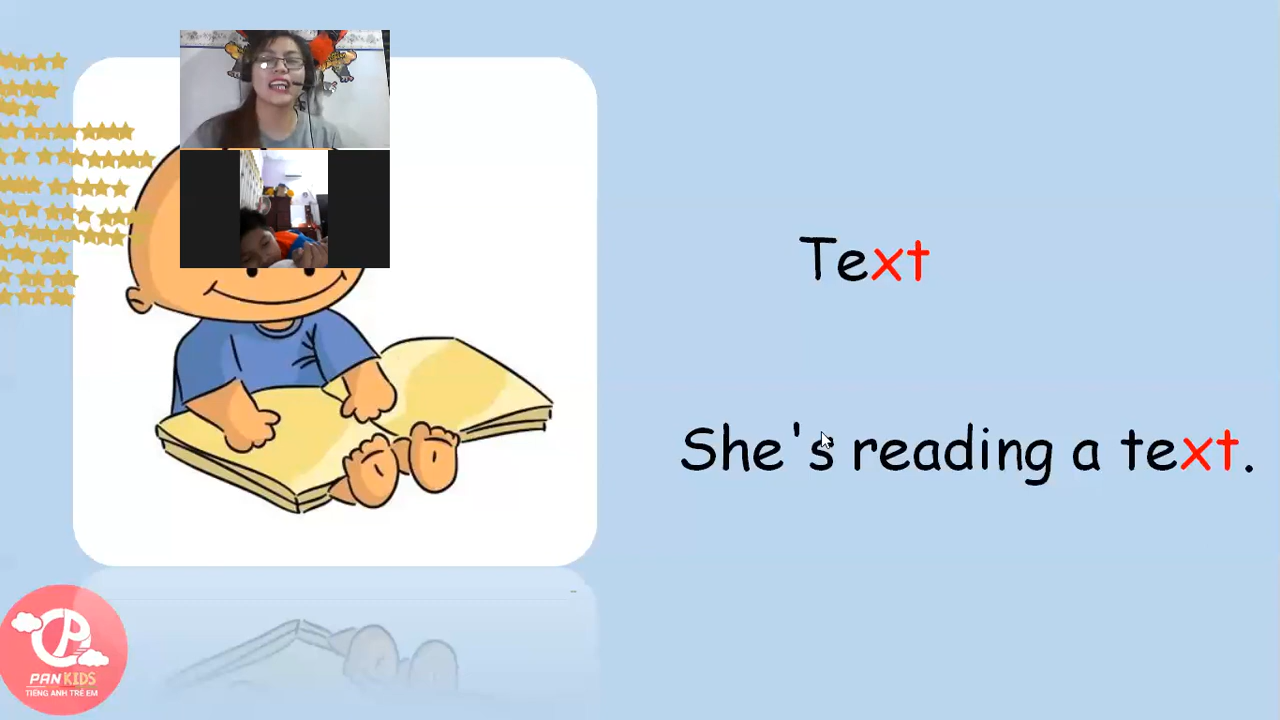 Text
She's reading a text.
PAN KIDS
TIẾNG ANH TRẺ EM